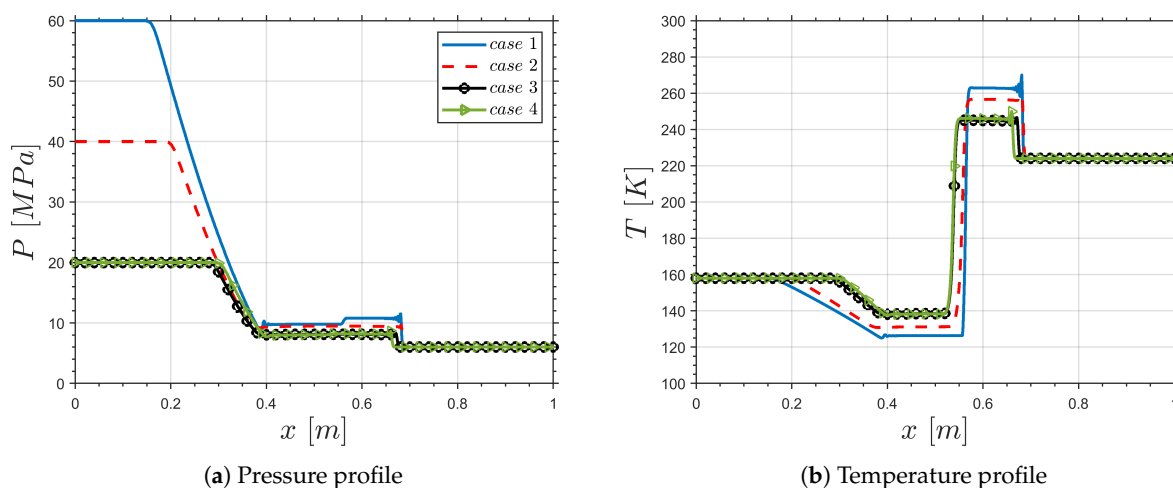 60
50
40
30
20
10
0
P [MPa]
case 1
case 2
case 3
case 4
0 0.2 0.4 0.6 0.8 1
x [m]
(a) Pressure profile
300
280
260
240
220
200
180
160
140
120
100
T [K]
0 0.2 0.4 0.6 0.8 1
x [m]
(b) Temperature profile